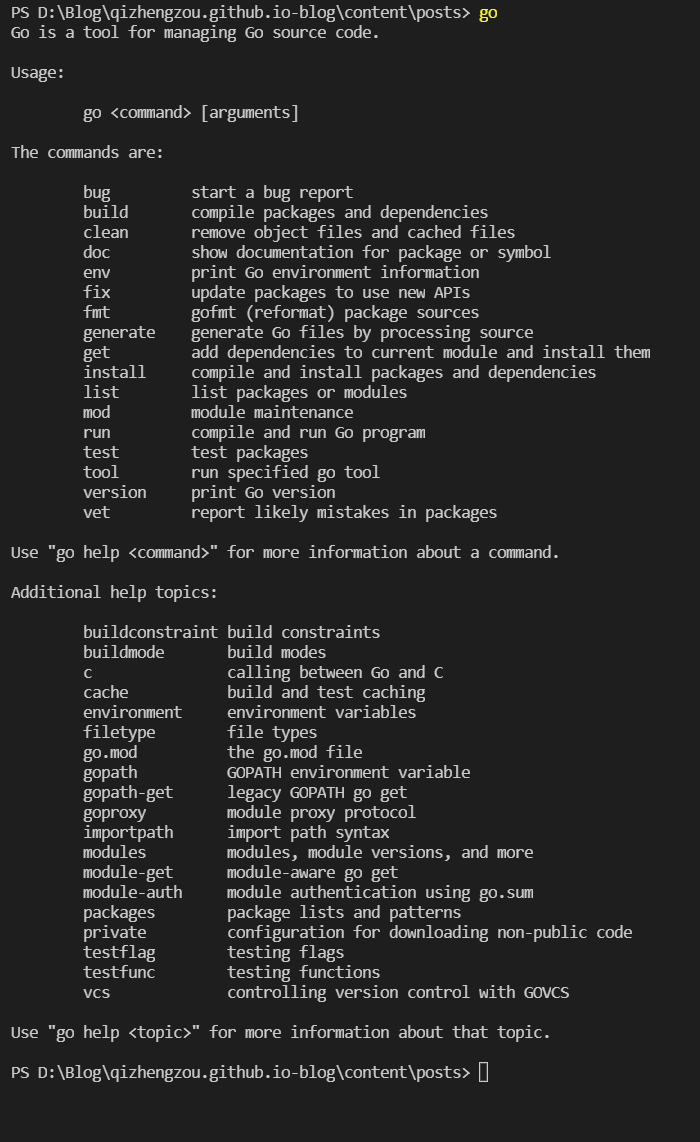 PS D:\Blog\qizhengzou.github.io-blog\content\posts> go
Go is a tool for managing Go source code.
Usage:
go <command> [arguments]
The commands are:
bug start a bug report
build compile packages and dependencies
clean remove object files and cached files
doc show documentation for package or symbol
env print Go environment information
fix update packages to use new APIs
fmt gofmt (reformat) package sources
generate generate Go files by processing source
get add dependencies to current module and install them
install compile and install packages and dependencies
list list packages or modules
mod module maintenance
run compile and run Go program
test test packages
tool run specified go tool
version print Go version
vet report likely mistakes in packages
Use "go help <command>" for more information about a command.
Additional help topics:
buildconstraint build constraints
buildmode build modes
c calling between Go and C
cache build and test caching
environment environment variables
filetype file types
go.mod the go.mod file
gopath GOPATH environment variable
gopath-get legacy GOPATH go get
goproxy module proxy protocol
importpath import path syntax
modules modules, module versions, and more
module-get module-aware go get
module-auth module authentication using go.sum
packages package lists and patterns
private configuration for downloading non-public code
testflag testing flags
testfunc testing functions
vcs controlling version control with GOVCS
Use "go help <topic>" for more information about that topic.
PS D:\Blog\qizhengzou.github.io-blog\content\posts>